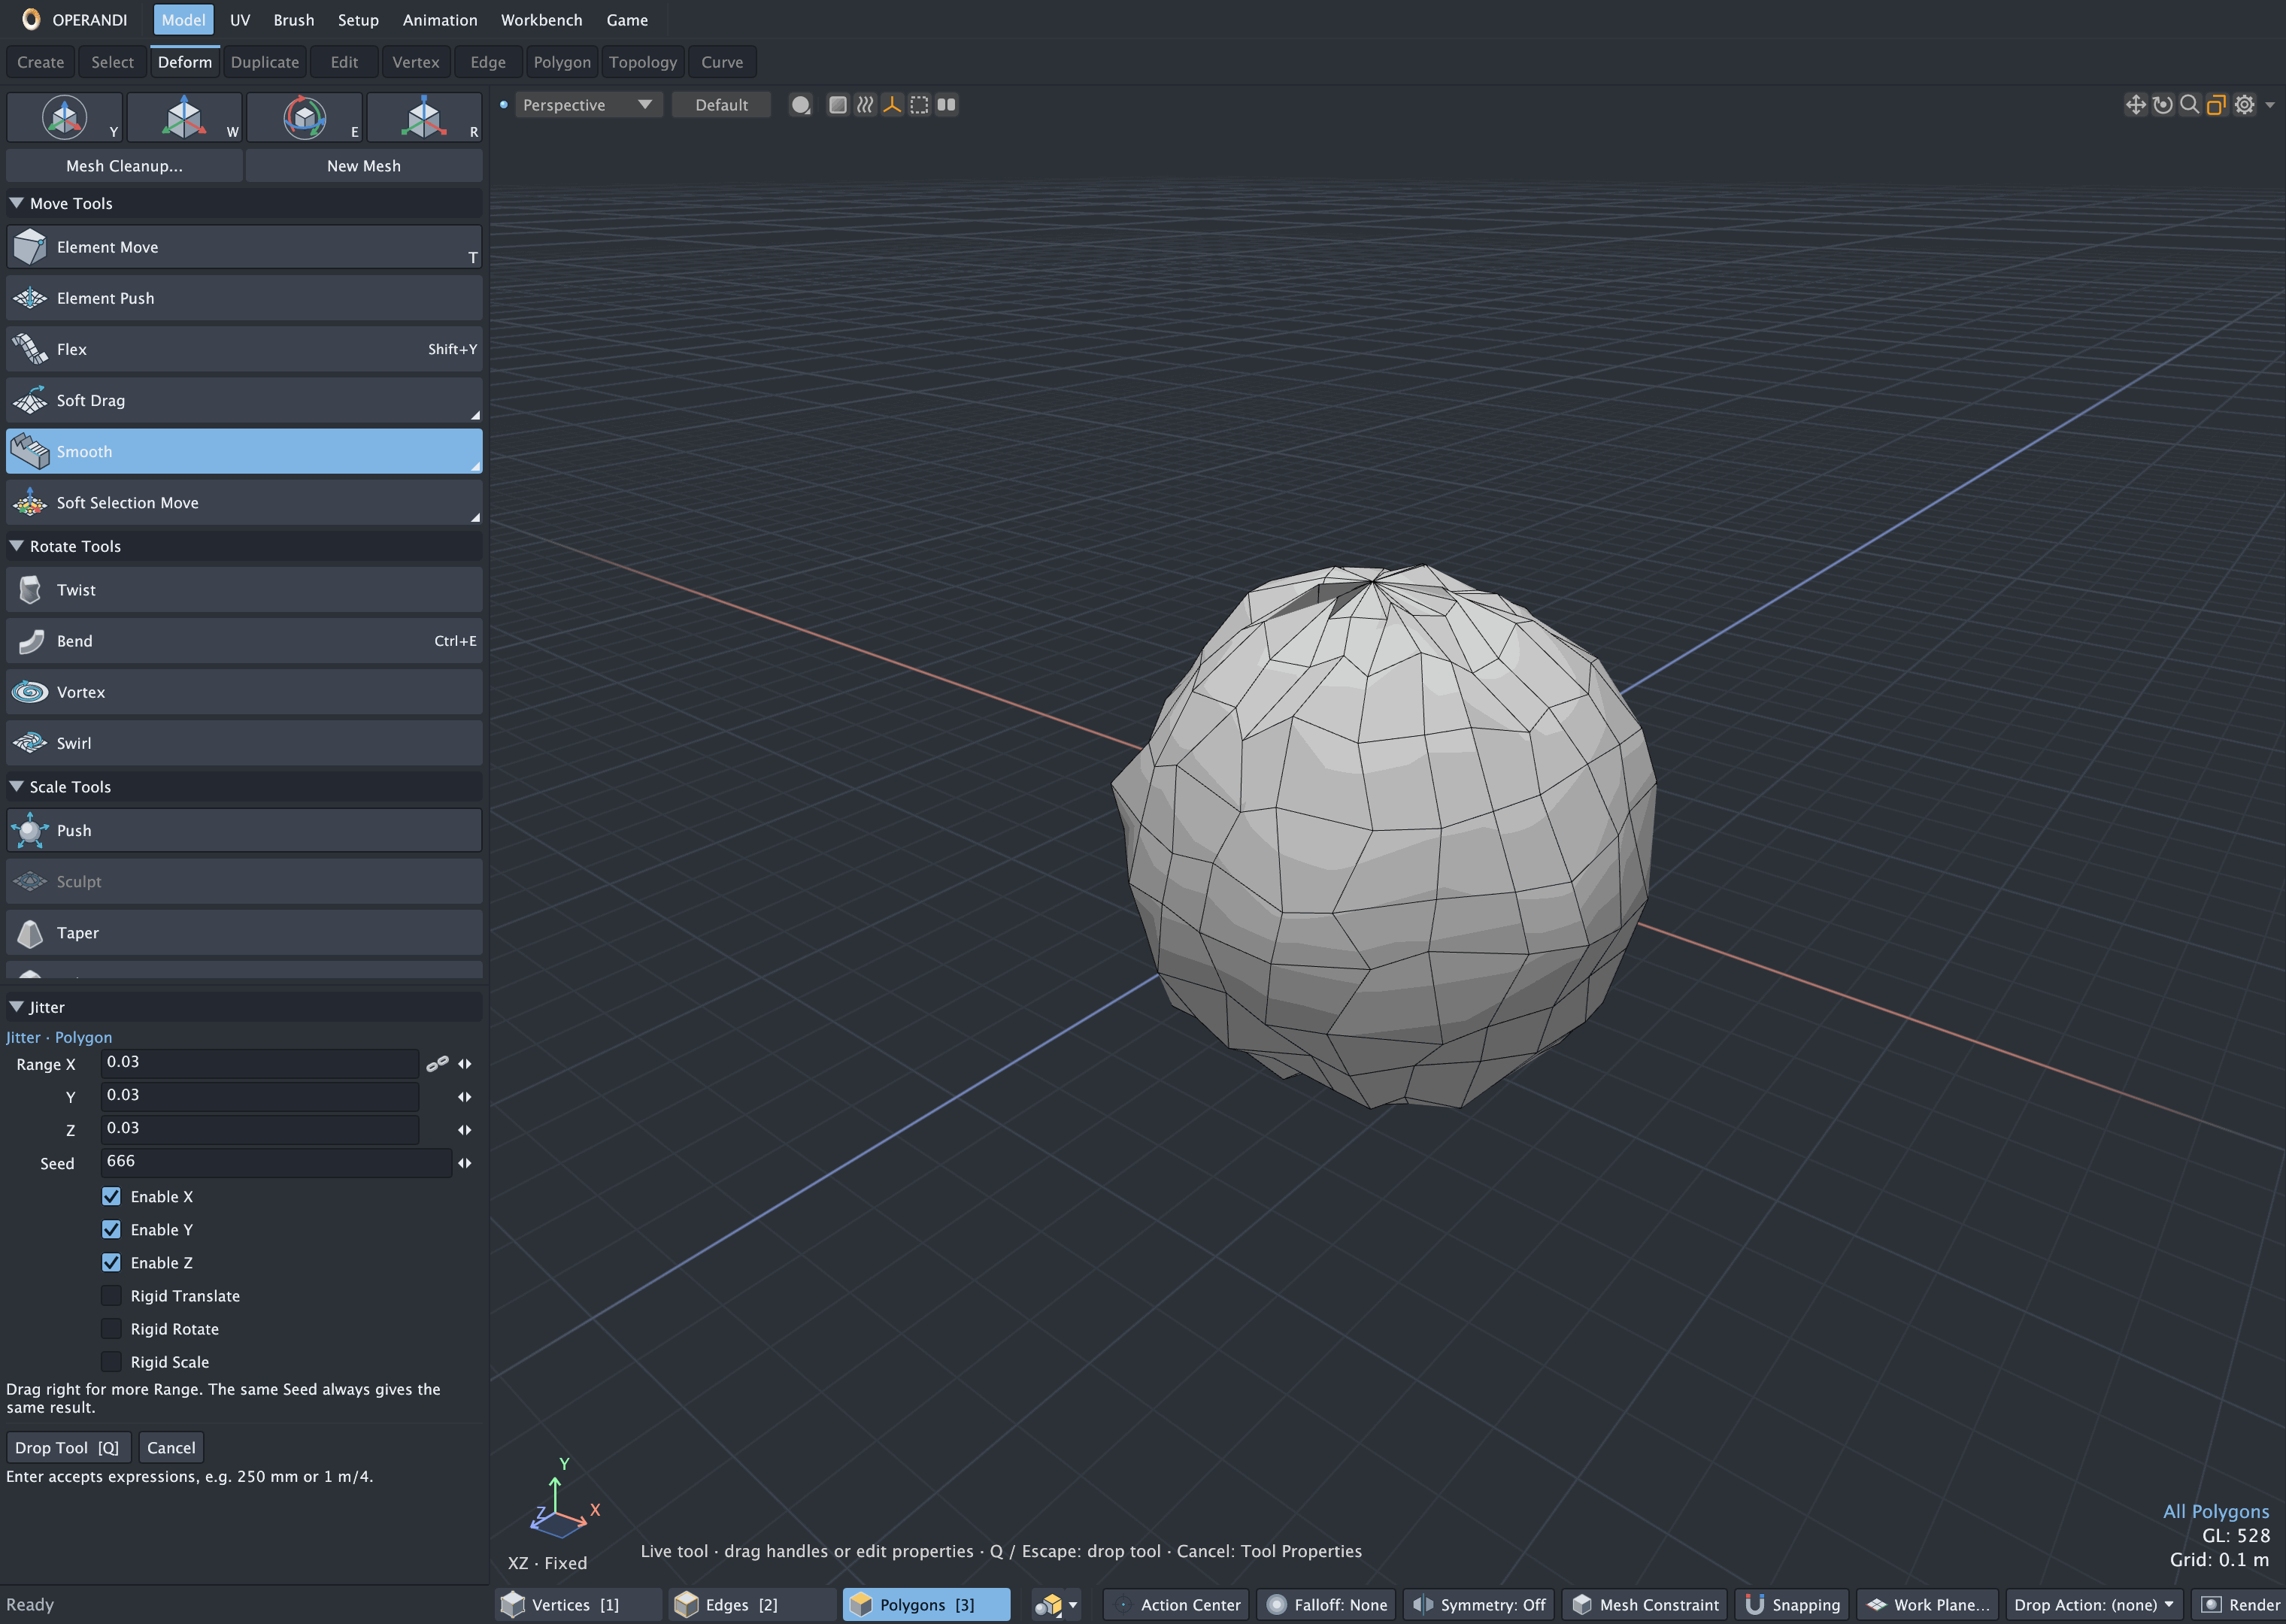 OPERANDI Model UV Brush Setup Animation Workbench Game
Create Select Deform Duplicate Edit Vertex Edge Polygon Topology Curve
Y W E R
Perspective Default
Mesh Cleanup... New Mesh
Move Tools
Element Move T
Element Push
Flex Shift+Y
Soft Drag
Smooth
Soft Selection Move
Rotate Tools
Twist
Bend Ctrl+E
Vortex
Swirl
Scale Tools
Push
Sculpt
Taper
Jitter
Jitter · Polygon
Range X 0.03
Y 0.03
Z 0.03
Seed 666
Enable X
Enable Y
Enable Z
Rigid Translate
Rigid Rotate
Rigid Scale
Drag right for more Range. The same Seed always gives the
same result.
Drop Tool [Q] Cancel
Enter accepts expressions, e.g. 250 mm or 1 m/4.
Y
Z X
XZ · Fixed
Live tool · drag handles or edit properties · Q / Escape: drop tool · Cancel: Tool Properties
All Polygons
GL: 528
Grid: 0.1 m
Ready Vertices [1] Edges [2] Polygons [3] Action Center Falloff: None Symmetry: Off Mesh Constraint Snapping Work Plane... Drop Action: (none) Render